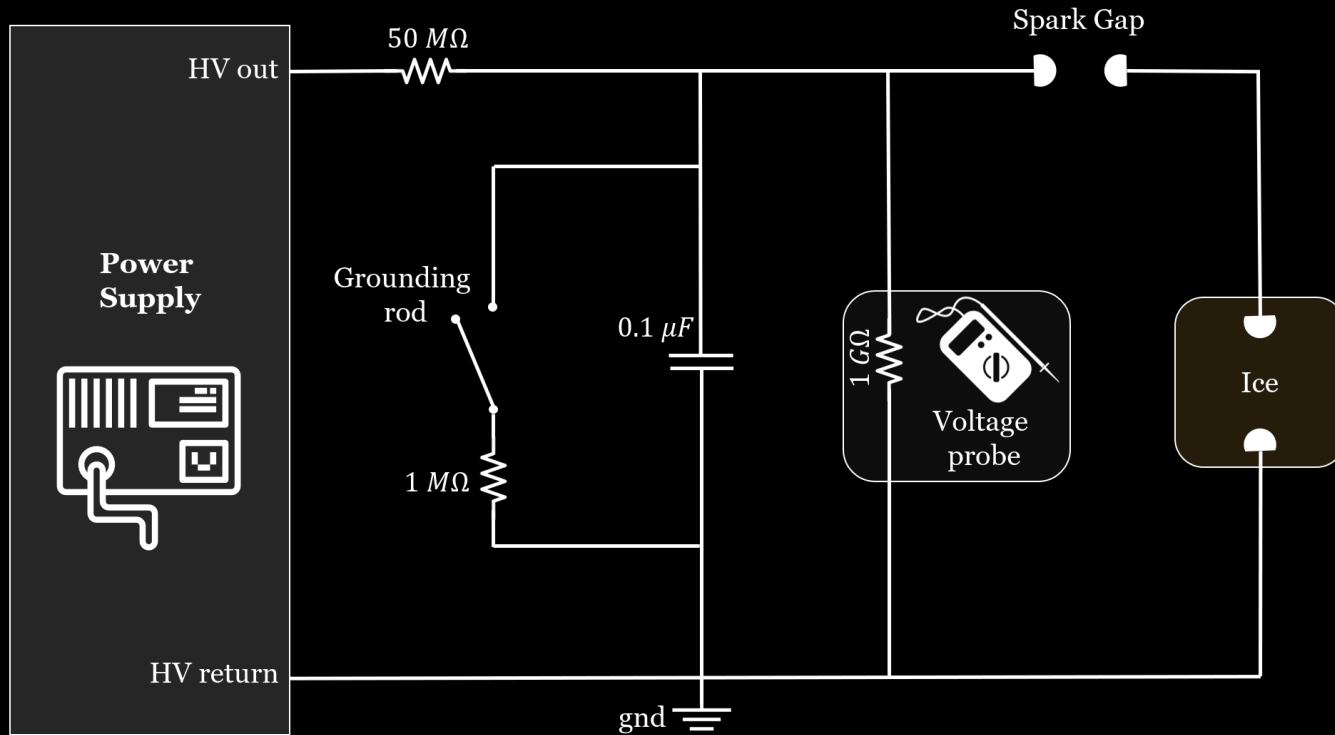 Spark Gap
50 MΩ
HV out
Power
Supply
Grounding
rod
0.1 μF
1 GΩ
Voltage
probe
Ice
1 MΩ
HV return
gnd